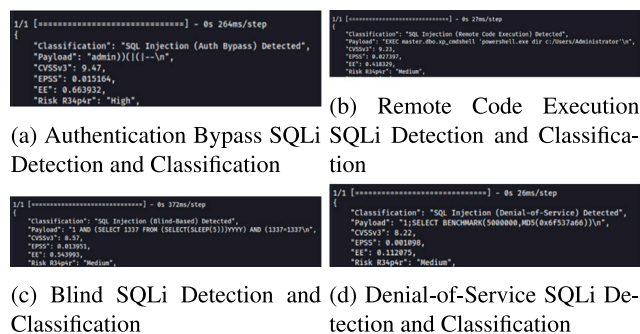 1/1 [==============================] - 0s 264ms/step
{
"Classification": "SQL Injection (Auth Bypass) Detected",
"Payload": "admin))(|(|--\n",
"CVSSv3": 9.47,
"EPSS": 0.015164,
"EE": 0.663932,
"Risk R34p4r": "High",
(a) Authentication Bypass SQLi
Detection and Classification
1/1 [==============================] - 0s 27ms/step
{
"Classification": "SQL Injection (Remote Code Execution) Detected",
"Payload": "EXEC master.dbo.xp_cmdshell 'powershell.exe dir c:/Users/Administrator'\n",
"CVSSv3": 9.23,
"EPSS": 0.027397,
"EE": 0.418329,
"Risk R34p4r": "Medium",
(b) Remote Code Execution
SQLi Detection and Classifica-
tion
1/1 [==============================] - 0s 372ms/step
{
"Classification": "SQL Injection (Blind-Based) Detected",
"Payload": "1 AND (SELECT 1337 FROM (SELECT(SLEEP(5)))YYYY) AND (1337=1337\n",
"CVSSv3": 8.57,
"EPSS": 0.013951,
"EE": 0.543993,
"Risk R34p4r": "Medium",
(c) Blind SQLi Detection and
Classification
1/1 [==============================] - 0s 26ms/step
{
"Classification": "SQL Injection (Denial-of-Service) Detected",
"Payload": "1;SELECT BENCHMARK(5000000,MD5(0x6f537a66))\n",
"CVSSv3": 8.22,
"EPSS": 0.001098,
"EE": 0.112075,
"Risk R34p4r": "Medium",
(d) Denial-of-Service SQLi De-
tection and Classification